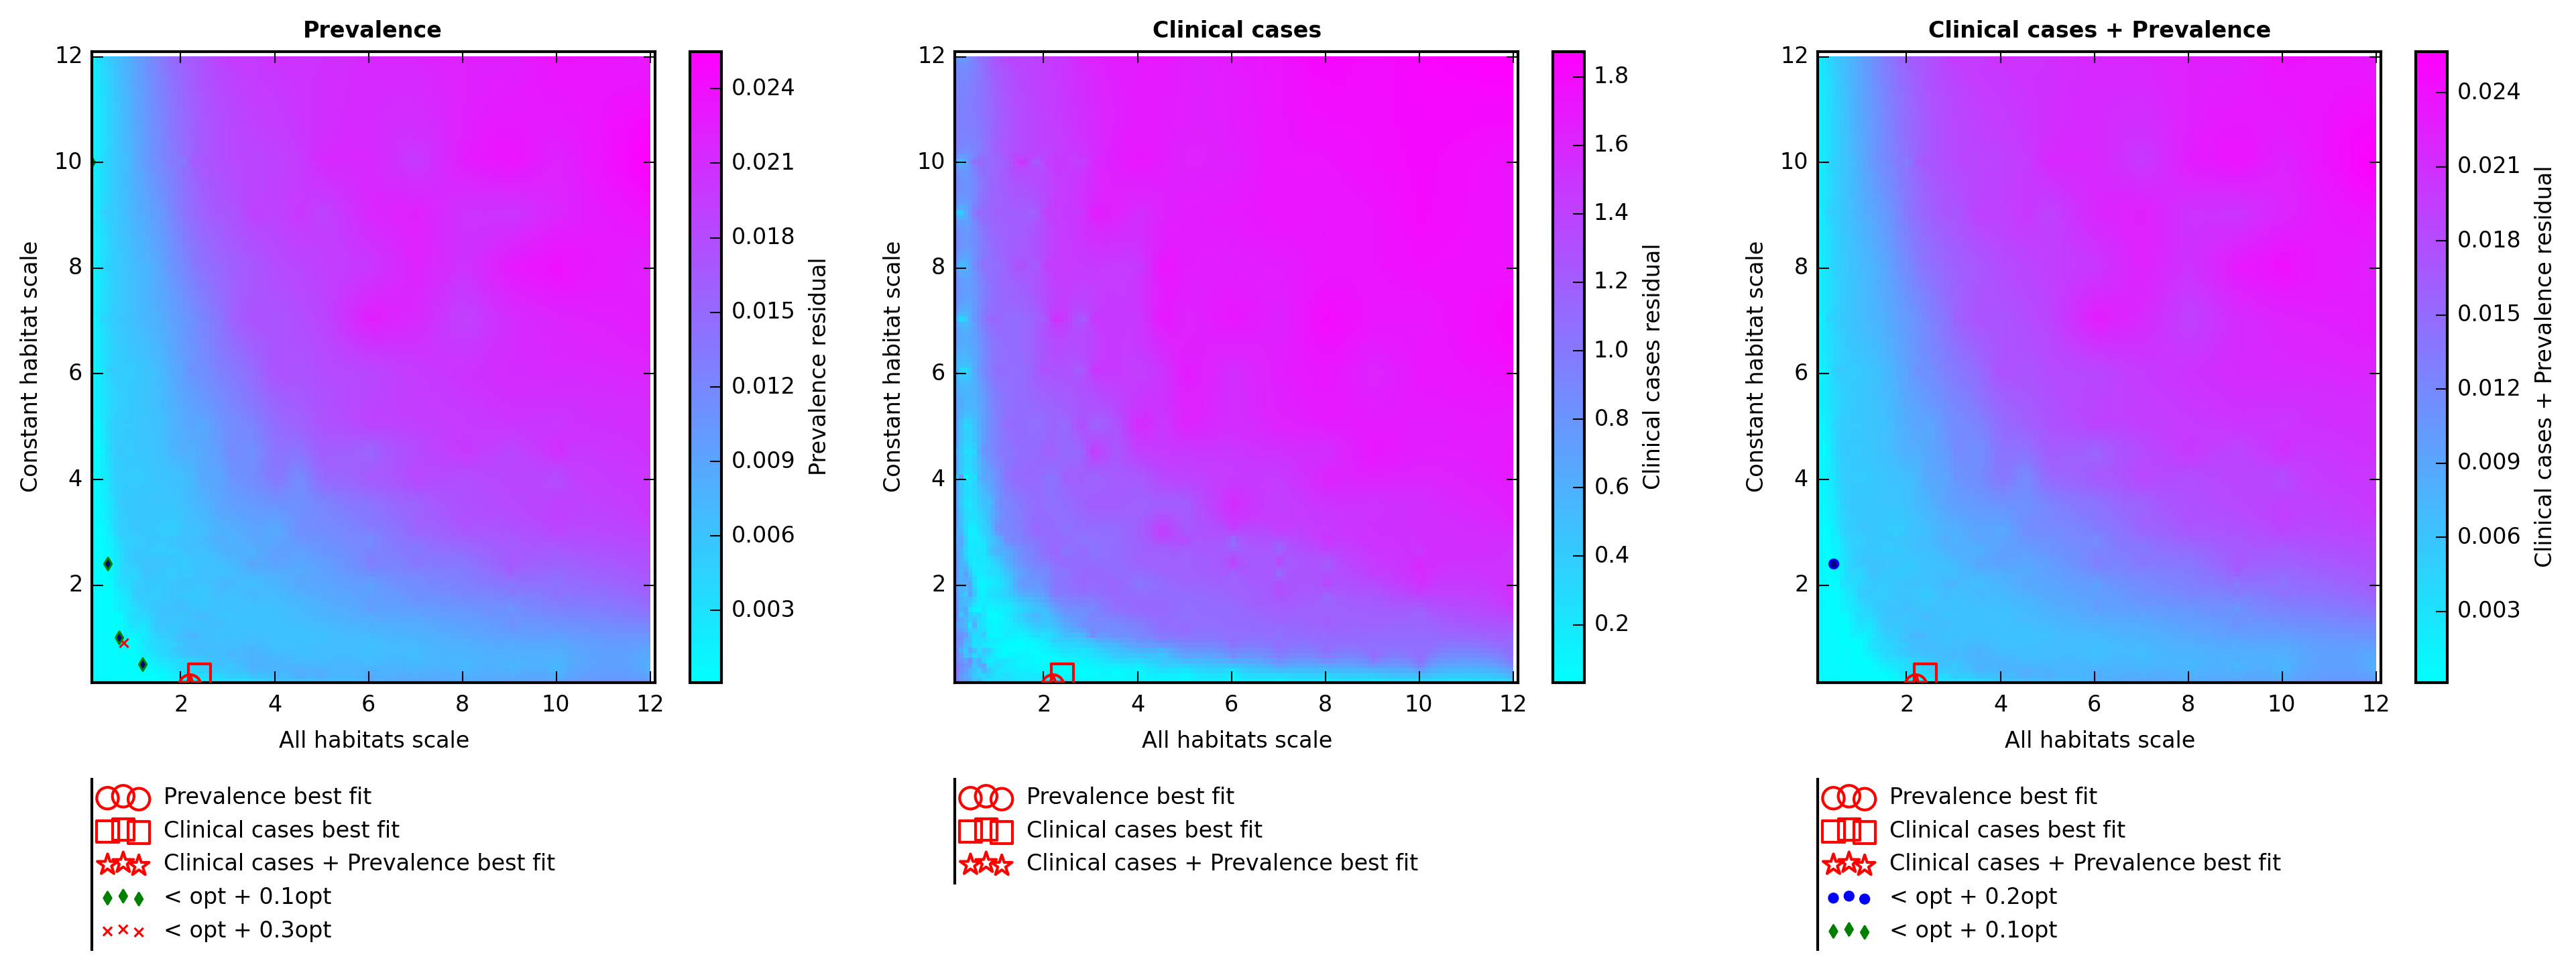 Prevalence
12
10
8
6
4
2
Constant habitat scale
2 4 6 8 10 12
All habitats scale
0.024
0.021
0.018
0.015
0.012
0.009
0.006
0.003
Prevalence residual
Prevalence best fit
Clinical cases best fit
Clinical cases + Prevalence best fit
< opt + 0.1opt
< opt + 0.3opt
Clinical cases
12
10
8
6
4
2
Constant habitat scale
2 4 6 8 10 12
All habitats scale
1.8
1.6
1.4
1.2
1.0
0.8
0.6
0.4
0.2
Clinical cases residual
Prevalence best fit
Clinical cases best fit
Clinical cases + Prevalence best fit
Clinical cases + Prevalence
12
10
8
6
4
2
Constant habitat scale
2 4 6 8 10 12
All habitats scale
0.024
0.021
0.018
0.015
0.012
0.009
0.006
0.003
Clinical cases + Prevalence residual
Prevalence best fit
Clinical cases best fit
Clinical cases + Prevalence best fit
< opt + 0.2opt
< opt + 0.1opt